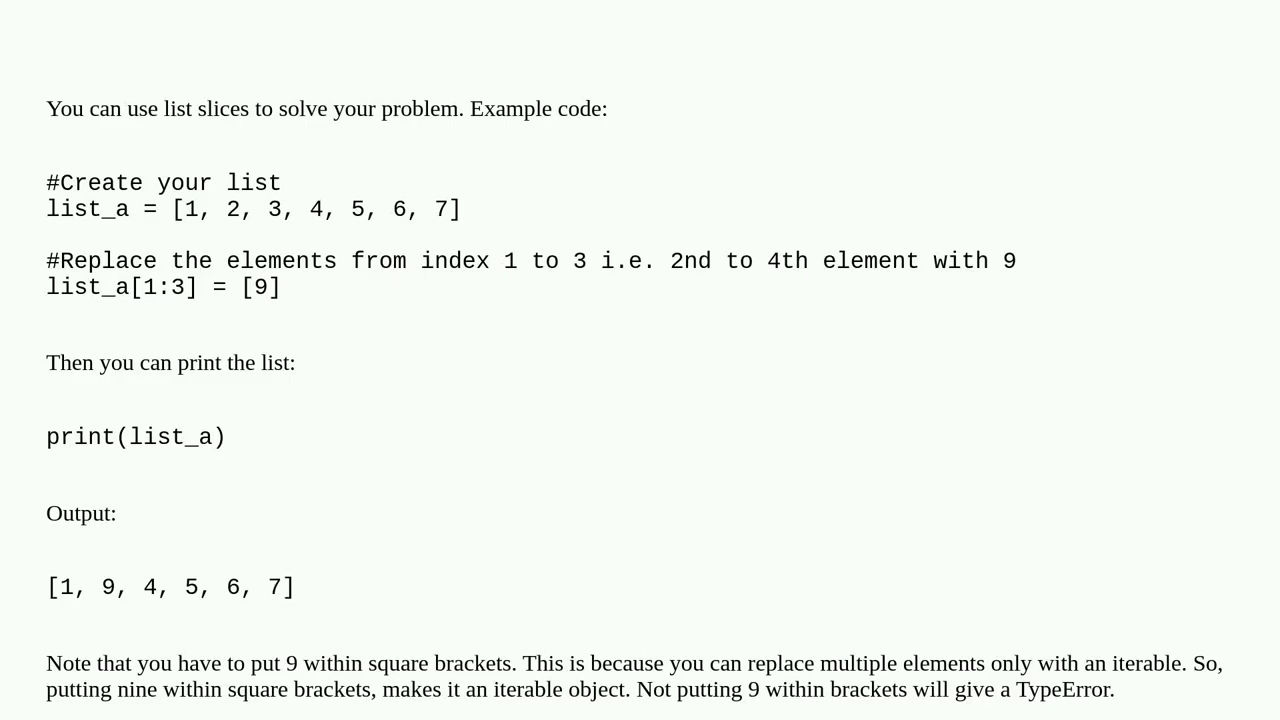 You can use list slices to solve your problem. Example code:
#Create your list
list_a = [1, 2, 3, 4, 5, 6, 7]
#Replace the elements from index 1 to 3 i.e. 2nd to 4th element with 9
list_a[1:3] = [9]
Then you can print the list:
print(list_a)
Output:
[1, 9, 4, 5, 6, 7]
Note that you have to put 9 within square brackets. This is because you can replace multiple elements only with an iterable. So,
putting nine within square brackets, makes it an iterable object. Not putting 9 within brackets will give a TypeError.